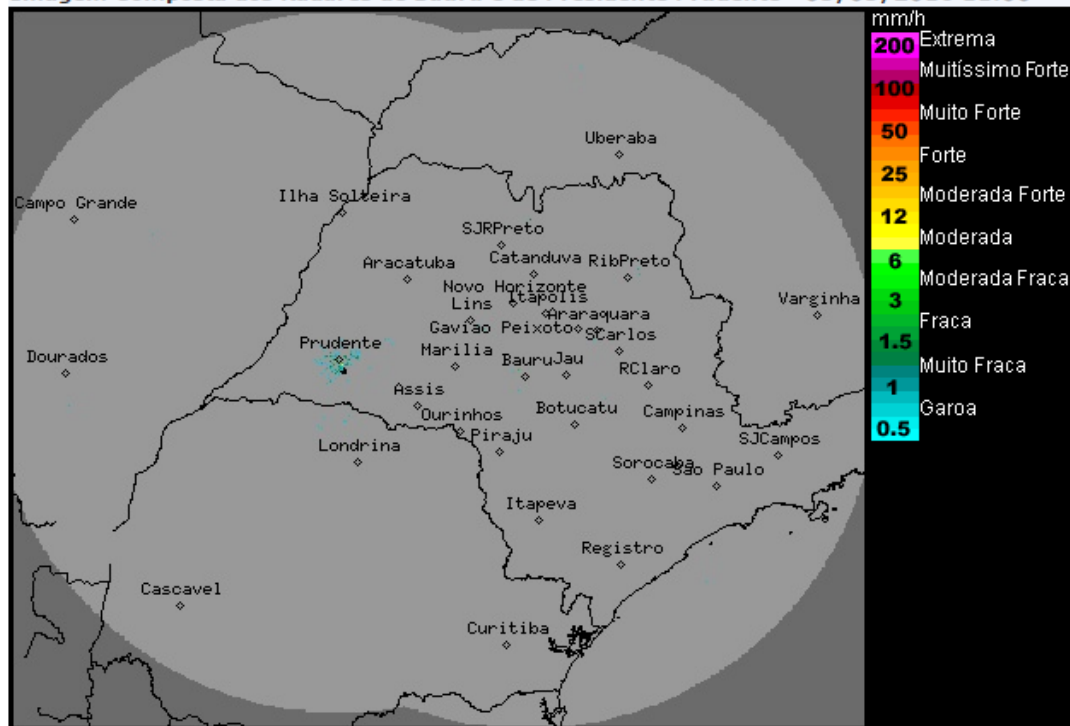 mm/h
200 Extrema
Muitíssimo Forte
100
Muito Forte
50
Forte
25
Moderada Forte
12
Moderada
6
Moderada Fraca
3
Fraca
1.5
Muito Fraca
1
Garoa
0.5
Uberaba
Campo Grande
Ilha Solteira
SJRPreto
Aracatuba
Catanduva
RibPreto
Novo Horizonte
Lins
Itapolis
Araraquara
Varginha
Gaviao Peixoto
SCarlos
Prudente
Dourados
Marilia
Bauru
Jau
RClaro
Assis
Ourinhos
Botucatu
Campinas
Londrina
Piraju
SJCampos
Sorocaba
Sao Paulo
Itapeva
Registro
Cascavel
Curitiba